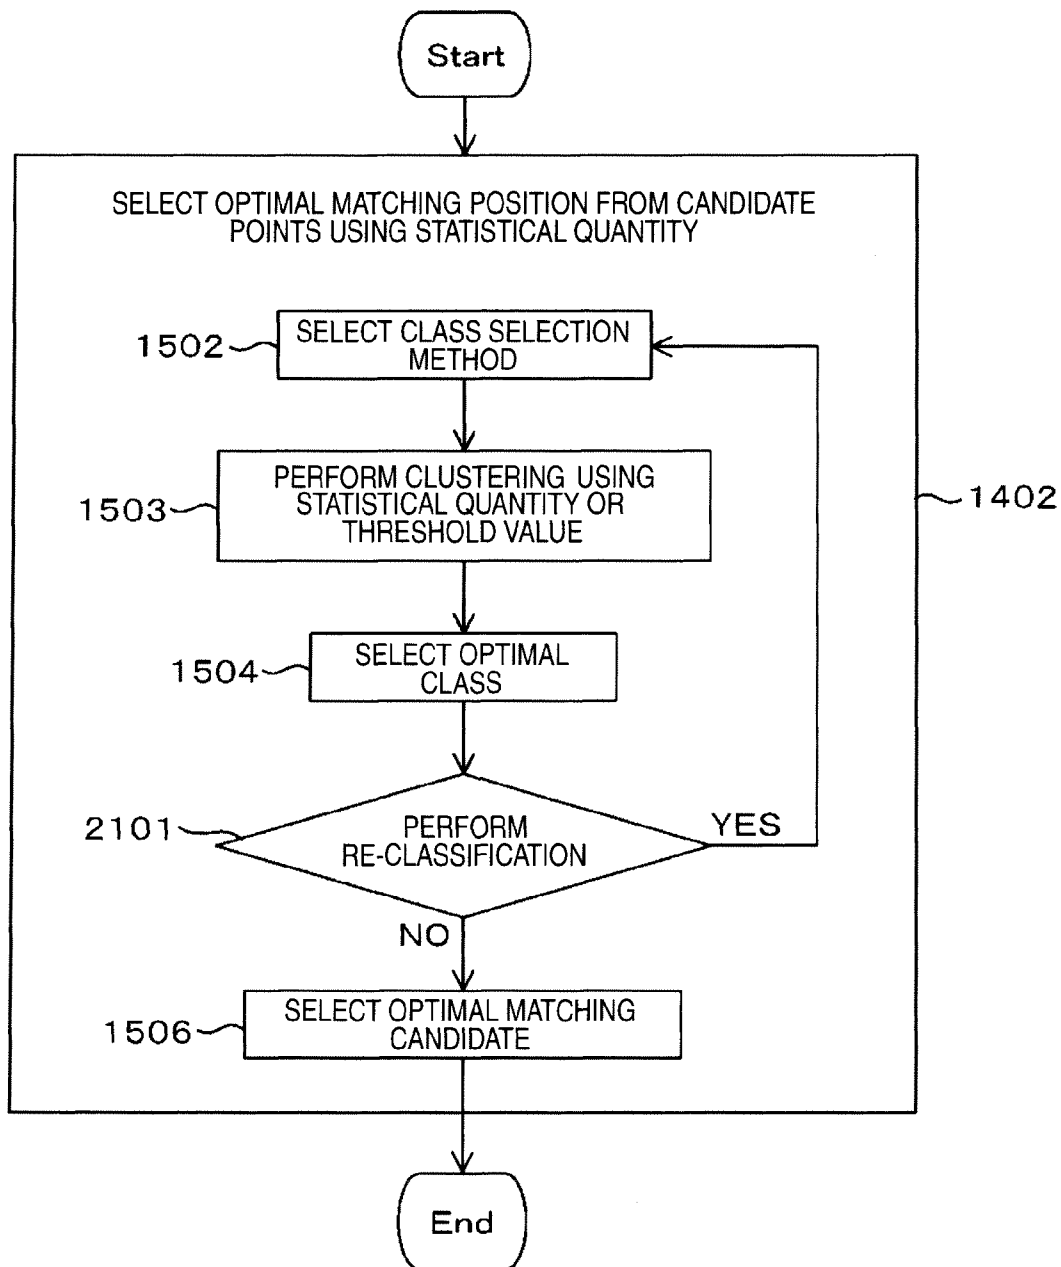 Start
SELECT OPTIMAL MATCHING POSITION FROM CANDIDATE
POINTS USING STATISTICAL QUANTITY
1502
SELECT CLASS SELECTION
METHOD
1503
PERFORM CLUSTERING USING
STATISTICAL QUANTITY OR
THRESHOLD VALUE
1402
1504
SELECT OPTIMAL
CLASS
2101
PERFORM
RE-CLASSIFICATION
YES
NO
1506
SELECT OPTIMAL MATCHING
CANDIDATE
End